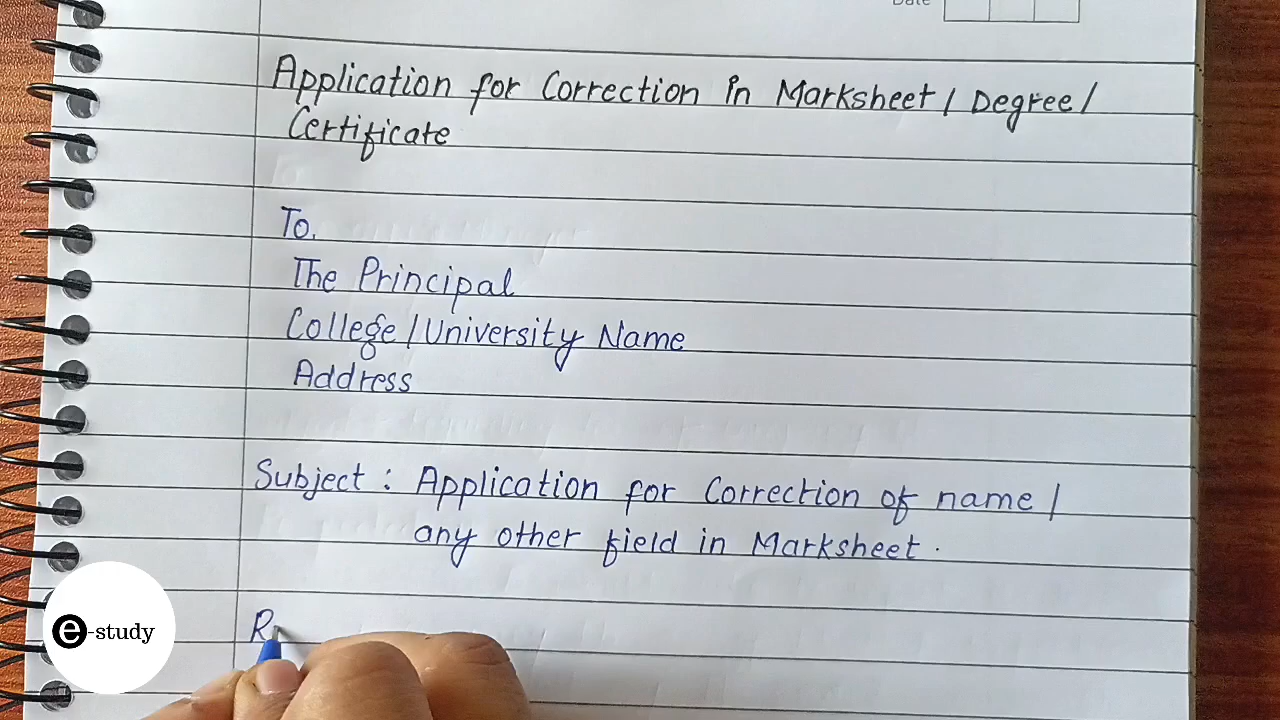 Date
Application for Correction in Marksheet / Degree /
Certificate
To,
The Principal
College / University Name
Address
Subject : Application for Correction of name /
any other field in Marksheet.
R
e-study